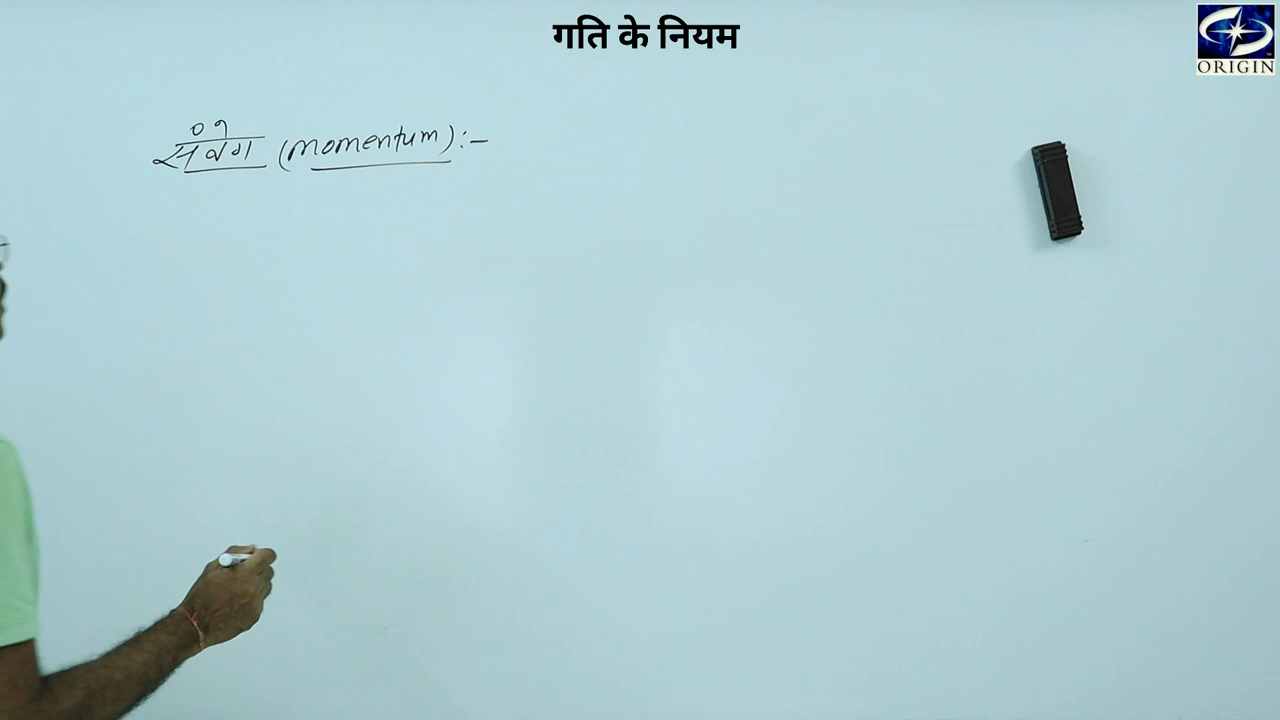 गति के नियम
ORIGIN
संवेग (momentum):-